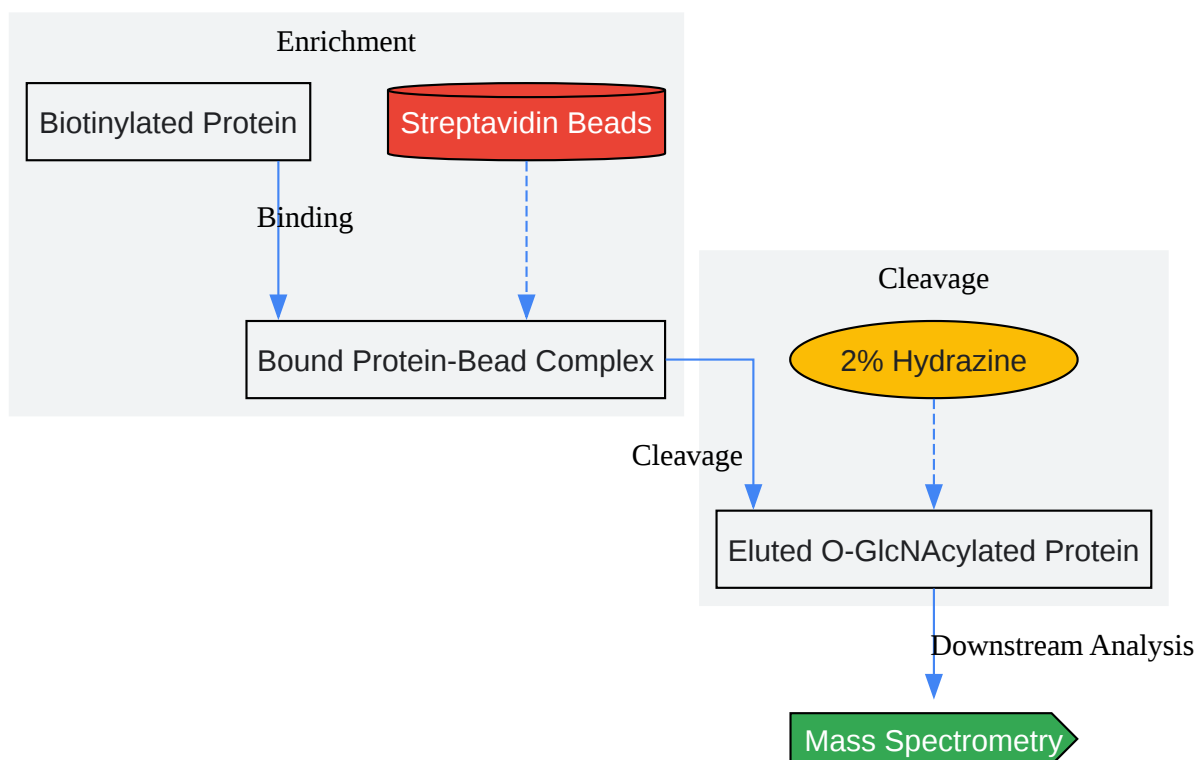 Enrichment
Biotinylated Protein
Streptavidin Beads
Binding
Cleavage
Bound Protein-Bead Complex
2% Hydrazine
Cleavage
Eluted O-GlcNAcylated Protein
Downstream Analysis
Mass Spectrometry